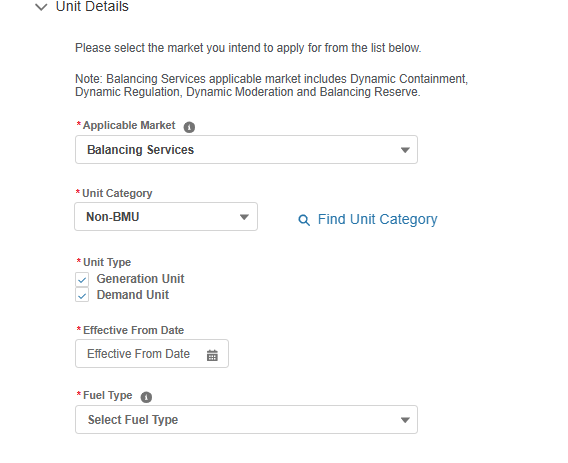 Unit Details
Please select the market you intend to apply for from the list below.
Note: Balancing Services applicable market includes Dynamic Containment,
Dynamic Regulation, Dynamic Moderation and Balancing Reserve.
*Applicable Market
Balancing Services
*Unit Category
Non-BMU
Find Unit Category
*Unit Type
Generation Unit
Demand Unit
*Effective From Date
Effective From Date
*Fuel Type
Select Fuel Type